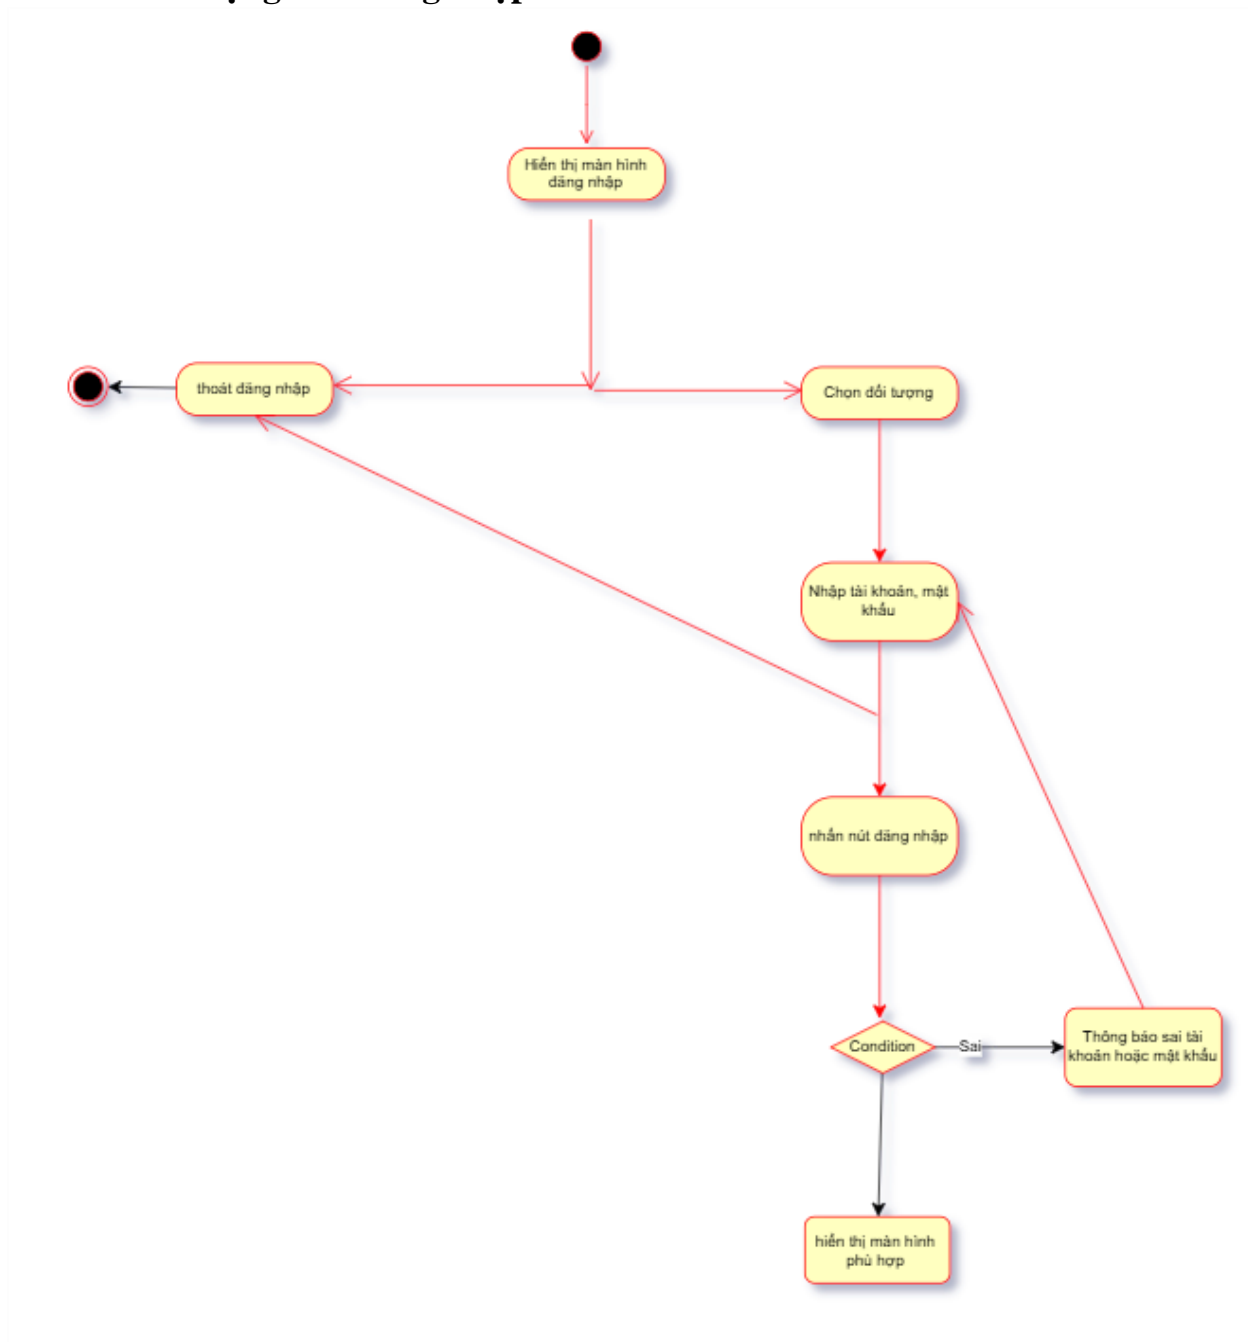 Hiển thị màn hình
đăng nhập
thoát đăng nhập
Chọn đối tượng
Nhập tài khoản, mật
khẩu
nhấn nút đăng nhập
Condition
Sai
Thông báo sai tài
khoản hoặc mật khẩu
hiển thị màn hình
phù hợp